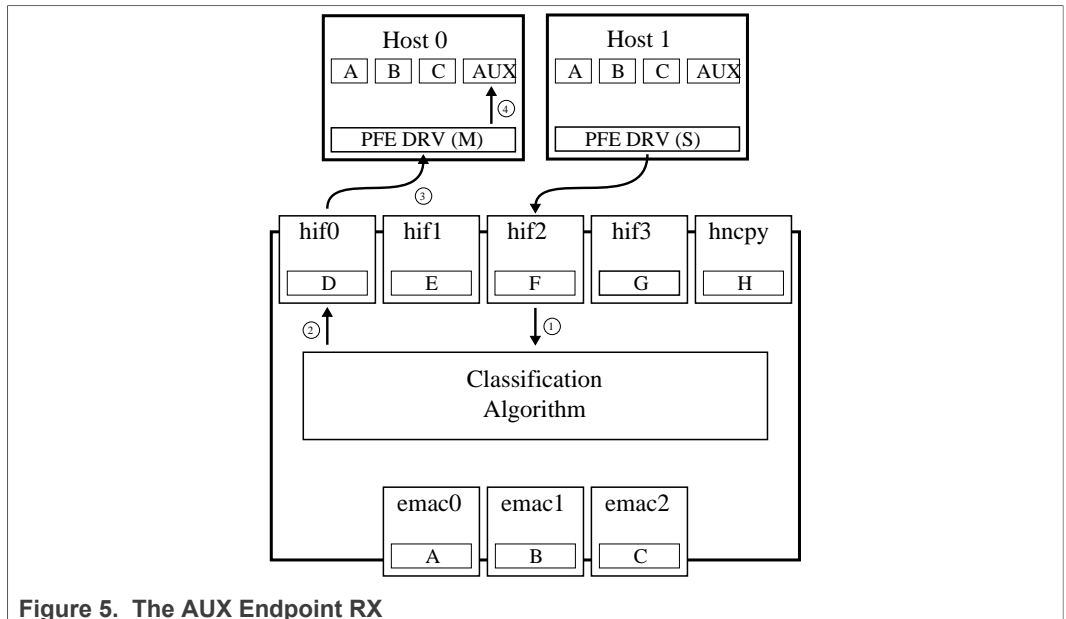 Host 0
Host 1
A B C AUX
A B C AUX
④
PFE DRV (M)
PFE DRV (S)
③
hif0 hif1 hif2 hif3 hncpy
D E F G H
② ①
Classification
Algorithm
emac0 emac1 emac2
A B C
Figure 5. The AUX Endpoint RX